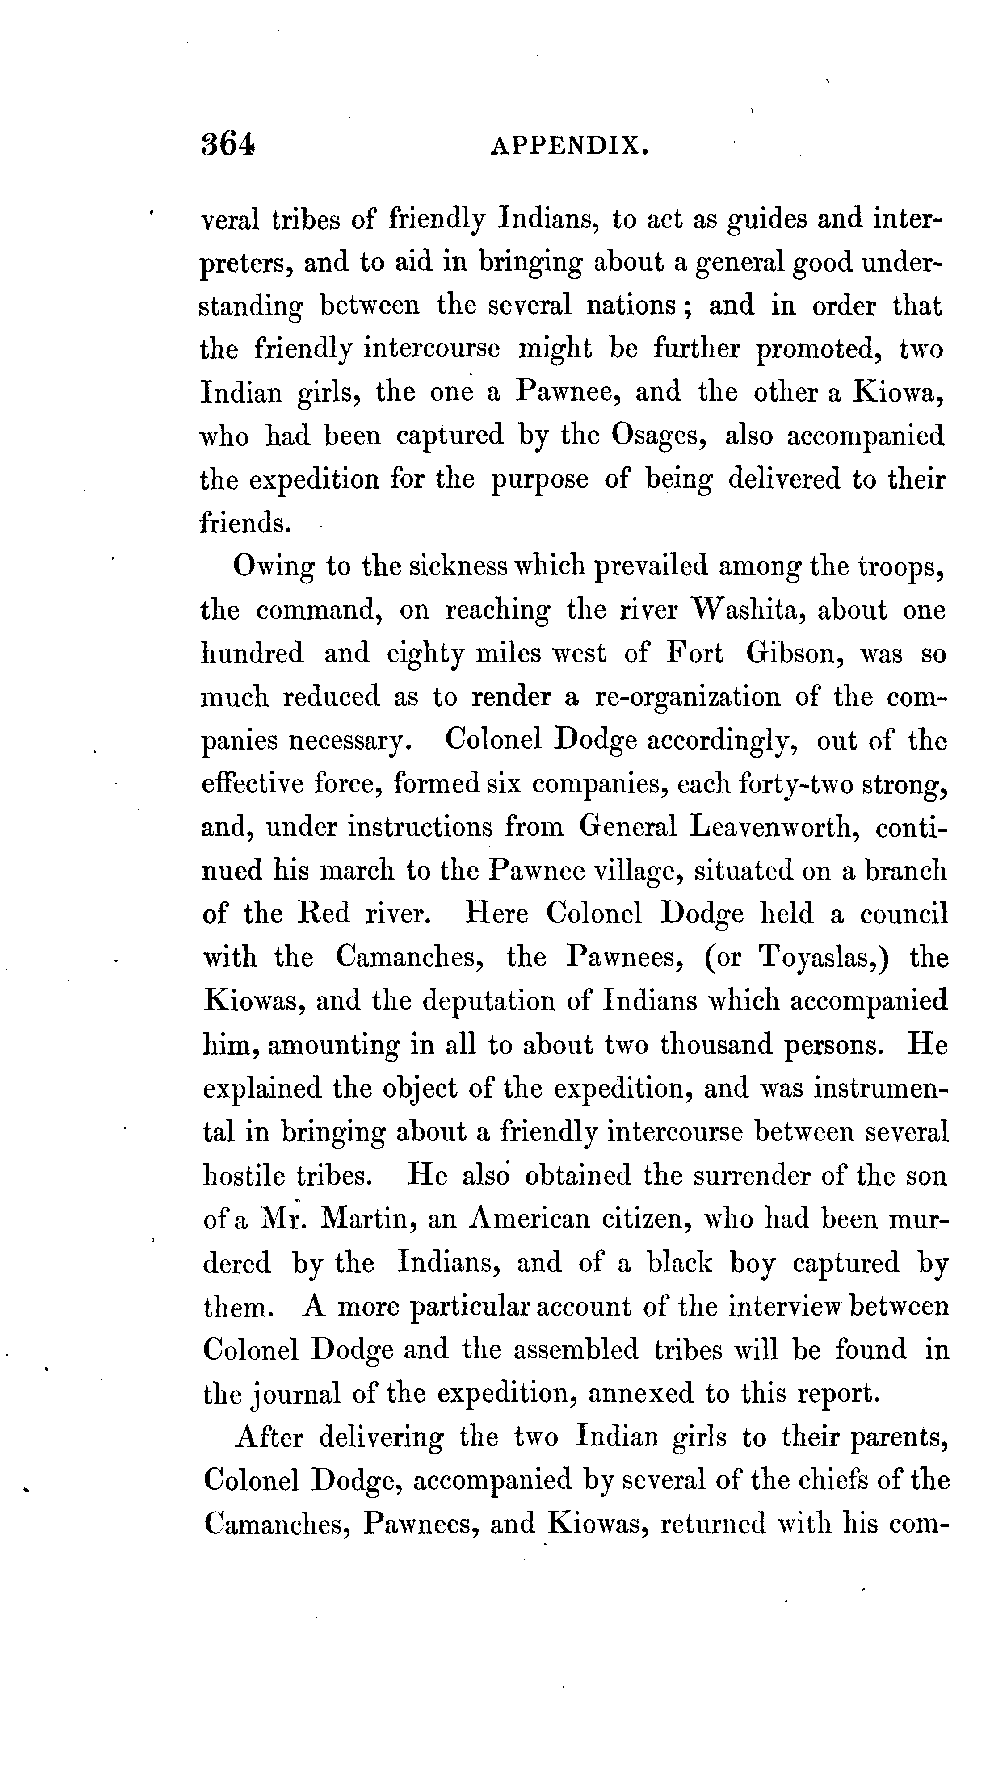 364 APPENDIX.
veral tribes of friendly Indians, to act as guides and inter-
preters, and to aid in bringing about a general good under-
standing between the several nations ; and in order that
the friendly intercourse might be further promoted, two
Indian girls, the one a Pawnee, and the other a Kiowa,
who had been captured by the Osages, also accompanied
the expedition for the purpose of being delivered to their
friends.
Owing to the sickness which prevailed among the troops,
the command, on reaching the river Washita, about one
hundred and eighty miles west of Fort Gibson, was so
much reduced as to render a re-organization of the com-
panies necessary. Colonel Dodge accordingly, out of the
effective force, formed six companies, each forty-two strong,
and, under instructions from General Leavenworth, conti-
nued his march to the Pawnee village, situated on a branch
of the Red river. Here Colonel Dodge held a council
with the Camanches, the Pawnees, (or Toyaslas,) the
Kiowas, and the deputation of Indians which accompanied
him, amounting in all to about two thousand persons. He
explained the object of the expedition, and was instrumen-
tal in bringing about a friendly intercourse between several
hostile tribes. He also obtained the surrender of the son
of a Mr. Martin, an American citizen, who had been mur-
dered by the Indians, and of a black boy captured by
them. A more particular account of the interview between
Colonel Dodge and the assembled tribes will be found in
the journal of the expedition, annexed to this report.
After delivering the two Indian girls to their parents,
Colonel Dodge, accompanied by several of the chiefs of the
Camanches, Pawnees, and Kiowas, returned with his com-